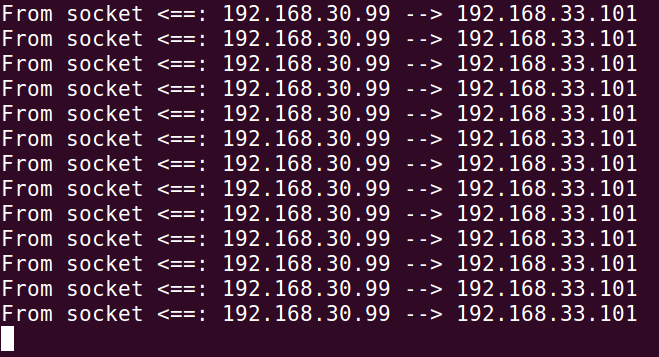 From socket <==: 192.168.30.99 --> 192.168.33.101
From socket <==: 192.168.30.99 --> 192.168.33.101
From socket <==: 192.168.30.99 --> 192.168.33.101
From socket <==: 192.168.30.99 --> 192.168.33.101
From socket <==: 192.168.30.99 --> 192.168.33.101
From socket <==: 192.168.30.99 --> 192.168.33.101
From socket <==: 192.168.30.99 --> 192.168.33.101
From socket <==: 192.168.30.99 --> 192.168.33.101
From socket <==: 192.168.30.99 --> 192.168.33.101
From socket <==: 192.168.30.99 --> 192.168.33.101
From socket <==: 192.168.30.99 --> 192.168.33.101
From socket <==: 192.168.30.99 --> 192.168.33.101
From socket <==: 192.168.30.99 --> 192.168.33.101